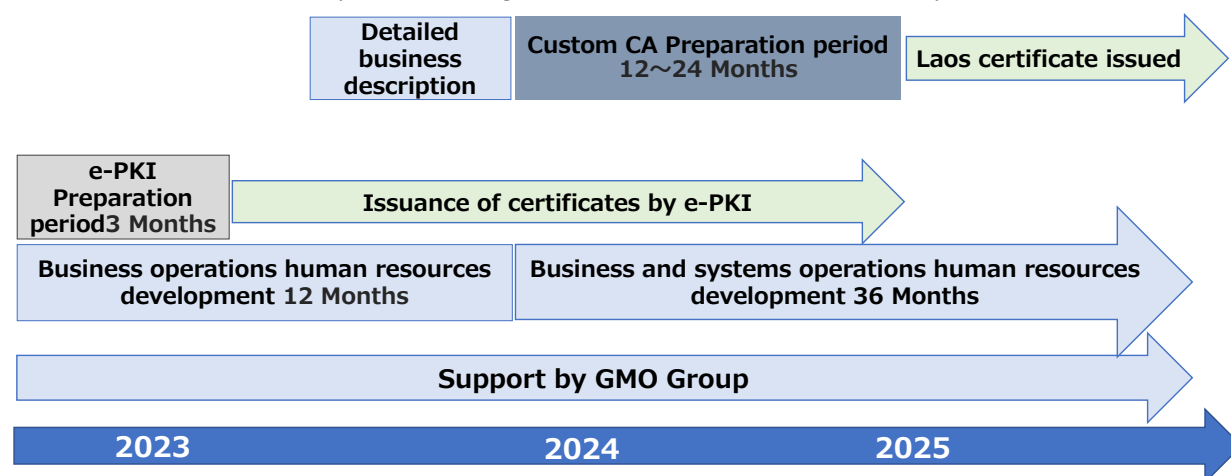 Detailed
business
description
Custom CA Preparation period
12～24 Months
Laos certificate issued
e-PKI
Preparation
period3 Months
Issuance of certificates by e-PKI
Business operations human resources
development 12 Months
Business and systems operations human resources
development 36 Months
Support by GMO Group
2023
2024
2025